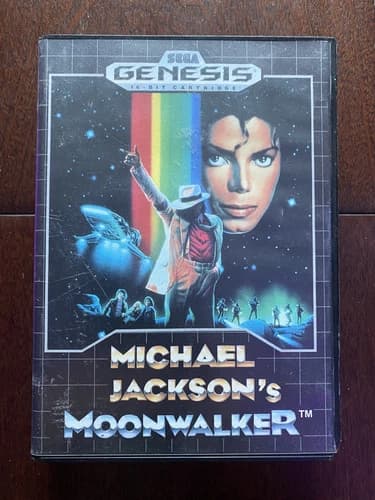 SEGA
GENESIS
16-BIT CARTRIDGE
MICHAEL
JACKSON'S
MOONWALKER™